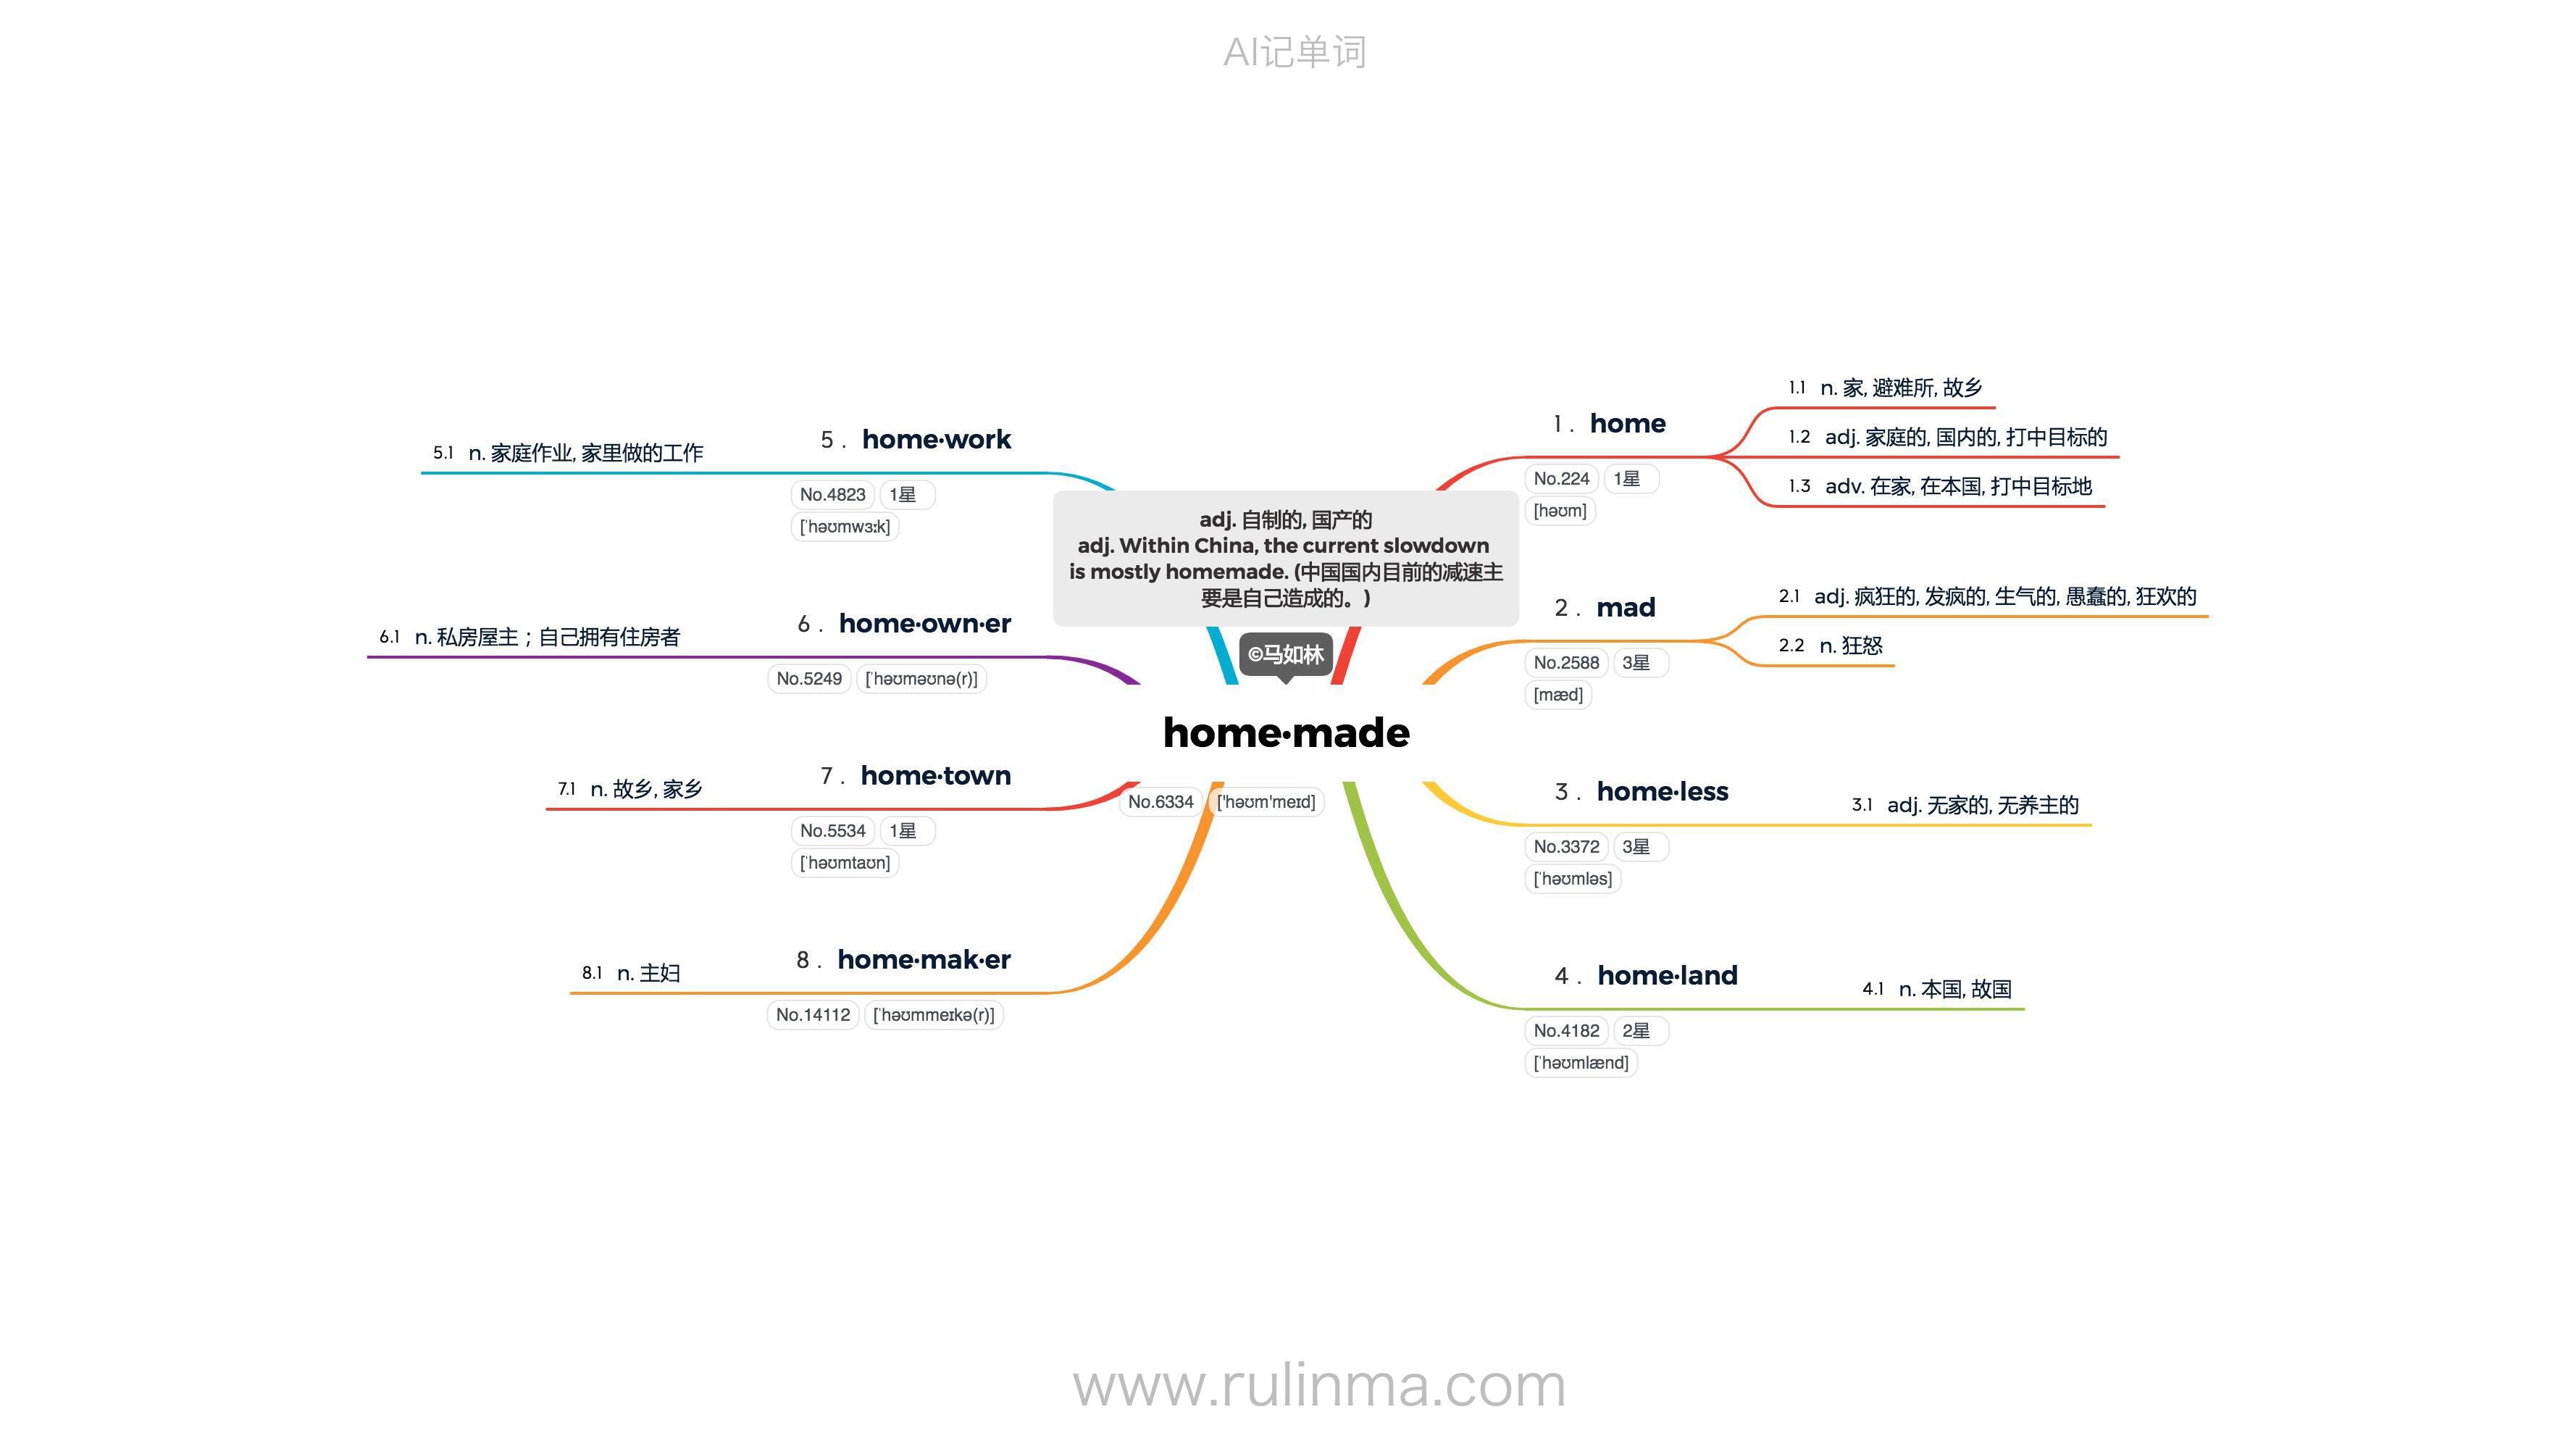 AI记单词
adj. 自制的, 国产的
adj. Within China, the current slowdown
is mostly homemade. (中国国内目前的减速主
要是自己造成的。)
©马如林
home·made
No.6334 ['həʊm'meɪd]
1 . home
No.224 1星
[həʊm]
1.1 n. 家, 避难所, 故乡
1.2 adj. 家庭的, 国内的, 打中目标的
1.3 adv. 在家, 在本国, 打中目标地
2 . mad
No.2588 3星
[mæd]
2.1 adj. 疯狂的, 发疯的, 生气的, 愚蠢的, 狂欢的
2.2 n. 狂怒
3 . home·less
No.3372 3星
[ˈhəʊmləs]
3.1 adj. 无家的, 无养主的
4 . home·land
No.4182 2星
[ˈhəʊmlænd]
4.1 n. 本国, 故国
5 . home·work
No.4823 1星
[ˈhəʊmwɜːk]
5.1 n. 家庭作业, 家里做的工作
6 . home·own·er
No.5249 [ˈhəʊməʊnə(r)]
6.1 n. 私房屋主；自己拥有住房者
7 . home·town
No.5534 1星
[ˈhəʊmtaʊn]
7.1 n. 故乡, 家乡
8 . home·mak·er
No.14112 [ˈhəʊmmeɪkə(r)]
8.1 n. 主妇
www.rulinma.com